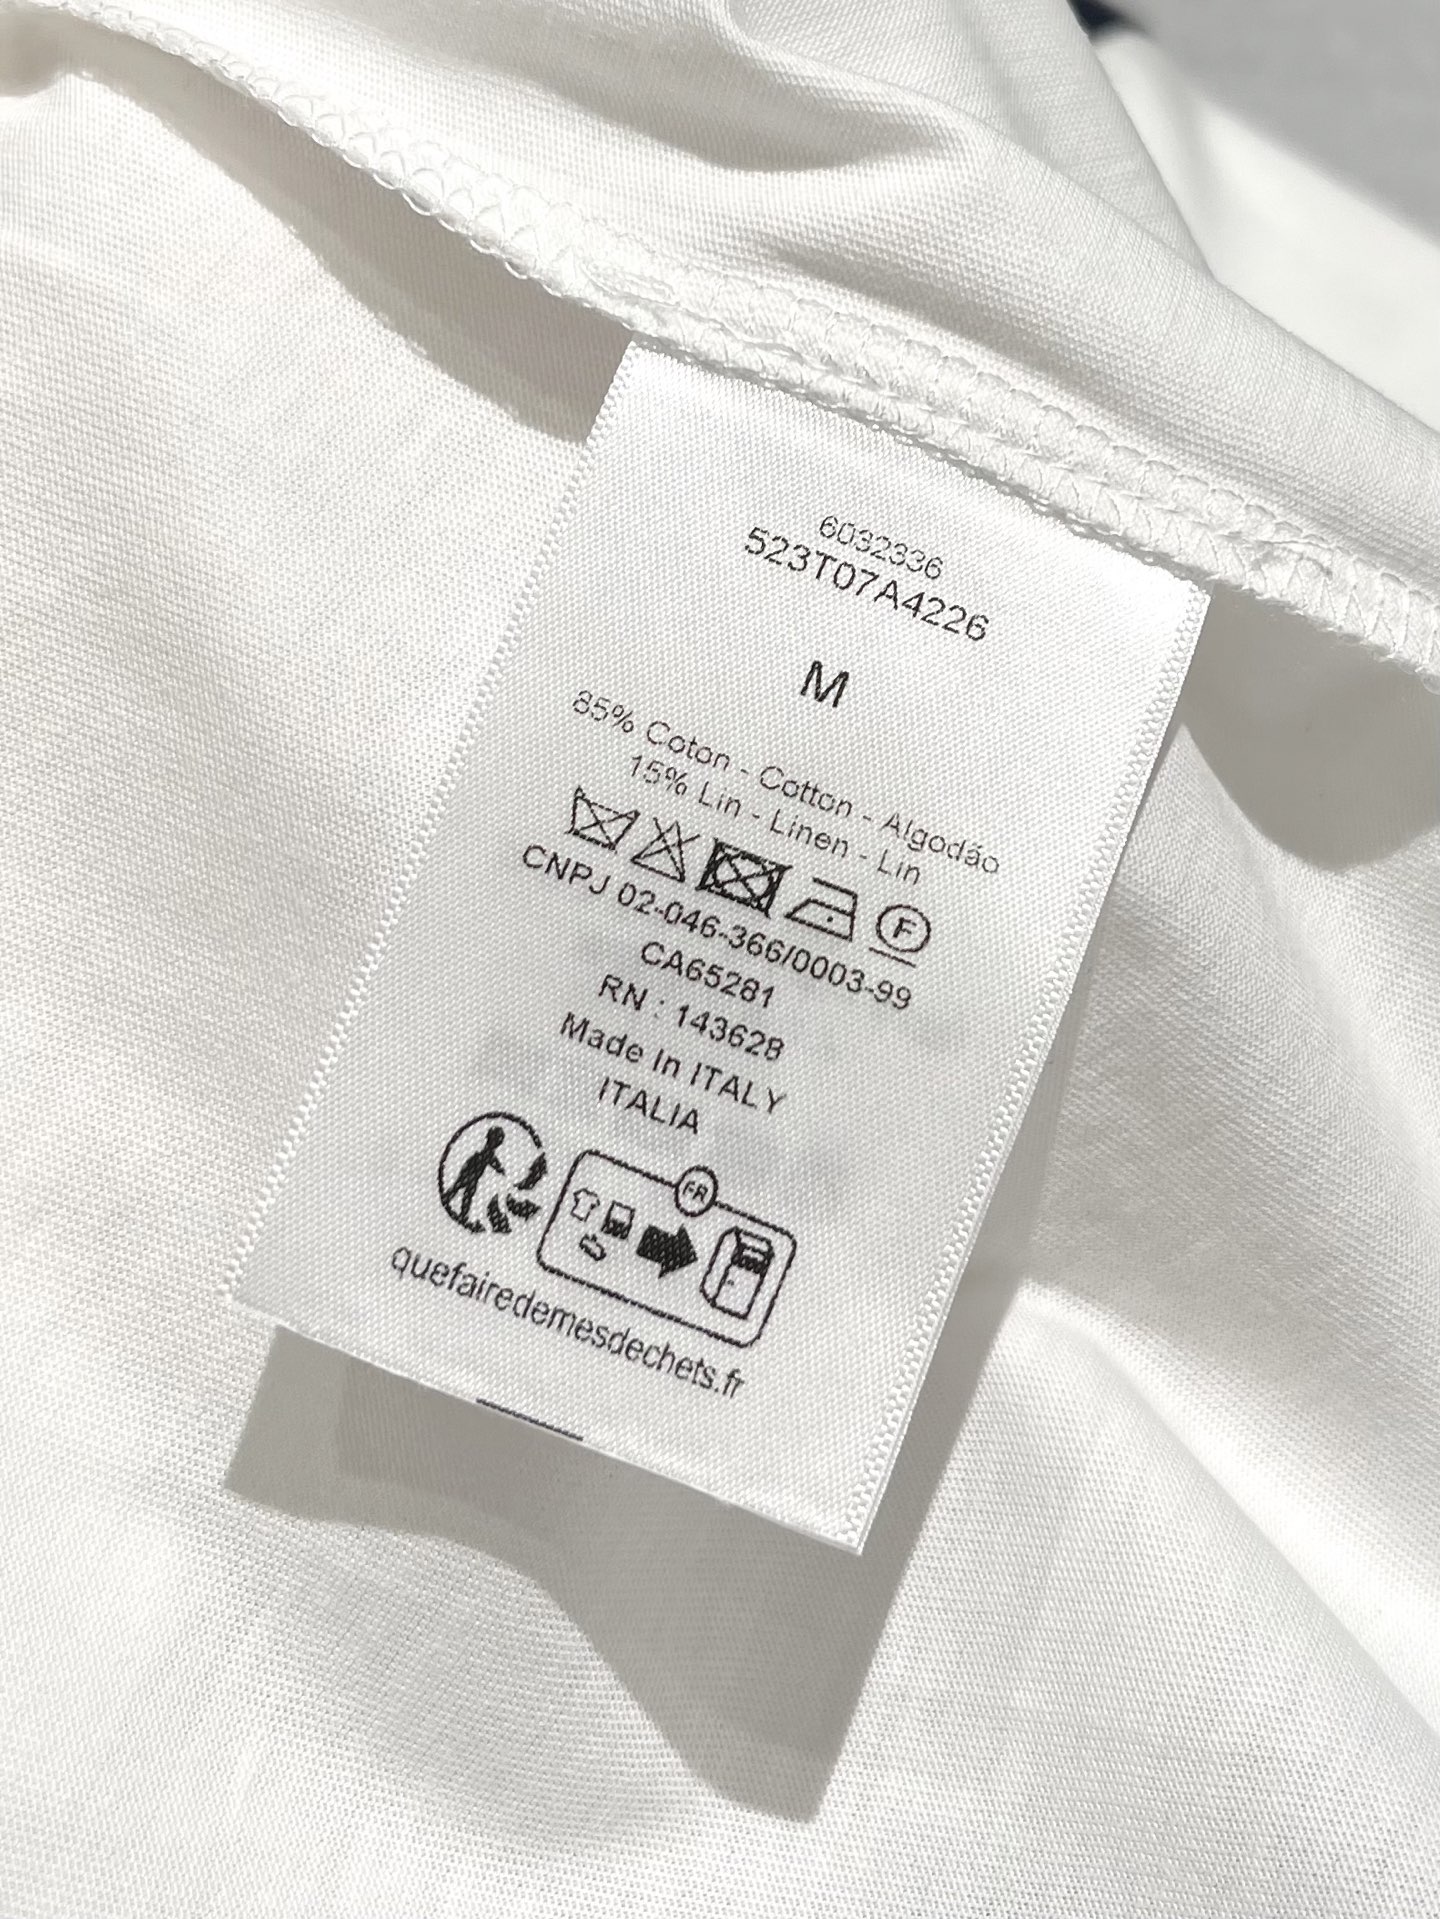 6032336
523T07A4226
M
85% Coton - Cotton - Algodão
15% Lin - Linen - Lin
F
CNPJ 02-046-366/0003-99
CA65281
RN : 143628
Made In ITALY
ITALIA
FR
quefairedemesdechets.fr